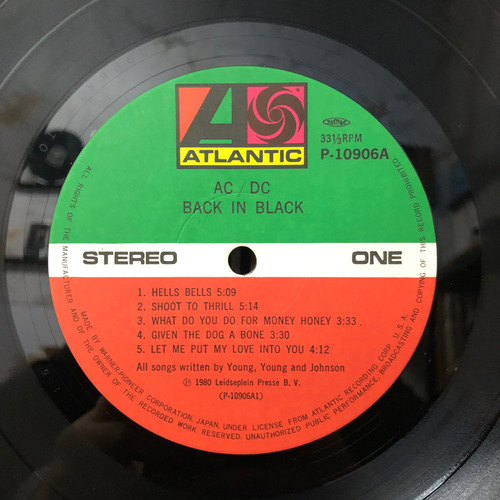 ATLANTIC
33⅓RPM
P-10906A
AC/DC
BACK IN BLACK
STEREO
ONE
1. HELLS BELLS 5:09
2. SHOOT TO THRILL 5:14
3. WHAT DO YOU DO FOR MONEY HONEY 3:33
4. GIVEN THE DOG A BONE 3:30
5. LET ME PUT MY LOVE INTO YOU 4:12
All songs written by Young, Young and Johnson
Ⓟ 1980 Leidseplein Presse B. V.
(P-10906A1)
MADE BY WARNER-PIONEER CORPORATION, JAPAN, UNDER LICENSE FROM ATLANTIC RECORDING CORP. U. S. A.
ALL RIGHTS OF THE MANUFACTURER AND OF THE OWNER OF THE RECORDED WORK RESERVED. UNAUTHORIZED PUBLIC PERFORMANCE, BROADCASTING AND COPYING OF THIS RECORD PROHIBITED.